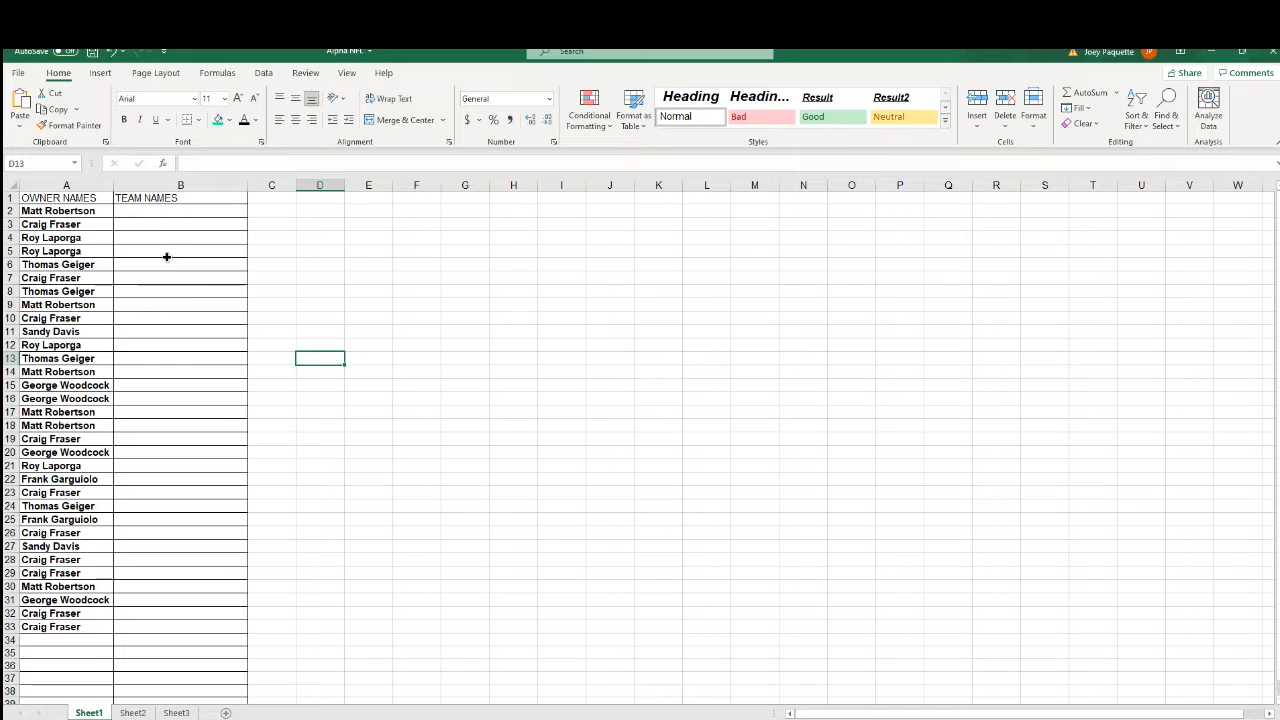 AutoSave Off Alpha NFL Search Joey Paquette JP
File Home Insert Page Layout Formulas Data Review View Help Share Comments
Paste Cut Copy Format Painter Clipboard
Arial 11 B I U A Font
Wrap Text Merge & Center Alignment
General $ % Number
Conditional Formatting Format as Table
Heading Headin... Result Result2
Normal Bad Good Neutral
Styles
Insert Delete Format Cells
AutoSum Fill Clear Sort & Filter Find & Select Editing
Analyze Data Analysis
D13 fx
A B C D E F G H I J K L M N O P Q R S T U V W
1 OWNER NAMES TEAM NAMES
2 Matt Robertson
3 Craig Fraser
4 Roy Laporga
5 Roy Laporga
6 Thomas Geiger
7 Craig Fraser
8 Thomas Geiger
9 Matt Robertson
10 Craig Fraser
11 Sandy Davis
12 Roy Laporga
13 Thomas Geiger
14 Matt Robertson
15 George Woodcock
16 George Woodcock
17 Matt Robertson
18 Matt Robertson
19 Craig Fraser
20 George Woodcock
21 Roy Laporga
22 Frank Garguiolo
23 Craig Fraser
24 Thomas Geiger
25 Frank Garguiolo
26 Craig Fraser
27 Sandy Davis
28 Craig Fraser
29 Craig Fraser
30 Matt Robertson
31 George Woodcock
32 Craig Fraser
33 Craig Fraser
34
35
36
37
38
39
Sheet1 Sheet2 Sheet3